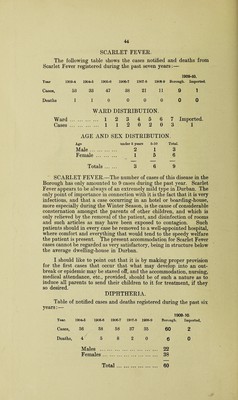 44
SCARLET FEVER.
The following table shows the cases notified and deaths from
Scarlet Fever registered during the past seven years:—
1909-10.
Year 1903-4 1904-5 1905-6 1906-7 1907-8 1908-9 Borough. Imported.
Cases, 58 38 47 58 21 11 9 1
Deaths 1 1 0 0 0 0 0 0
WARD DISTRIBUTION.
Ward ... ... ... ... 1 2 3 4 5 6 7 Imported.
Cases ... ... ... ... 1 1 2 0 2 0 3 1
AGE AND SEX DISTRIBUTION.
Age under 5 years 5-10 Total.
Males ... ... ... 2 1 3
Female ... ... ... 1 5 6
Totals ... ... 3 6 9
SCARLET FEVER.—The number of cases of this disease in the
Borough has only amounted to 9 cases during the past year. Scarlet
Fever appears to be always of an extremely mild type in Durban. The
only point of importance in connection with it is the fact that it is very
infectious, and that a case occurring in an hotel or boarding-house,
more especially during the Winter Season, is the cause of considerable
consternation amongst the parents of other children, and which is
only relieved by the removal of the patient, and disinfection of rooms
and such articles as may have been exposed to contagion. Such
patients should in every case be removed to a well-appointed hospital,
where comfort and everything that would tend to the speedy welfare
of the patient is present. The present accommodation for Scarlet Fever
cases cannot be regarded as very satisfactory, being in structure below
the average dwelling-house in Durban.
I should like to point out that it is by making proper provision
for the first cases that occur that what may develop into an out-
break or epidemic may be staved off, and the accommodation, nursing,
medical attendance, etc., provided, should be of such a nature as to
induce all parents to send their children to it for treatment, if they
so desired.
DIPHTHERIA.
Table of notified cases and deaths registered during the past six
years:—
1909-10.
Year. 1904-5 1905-6 1906-7 1907-8 1908-9 Borough. Imported.
Cases, 36 38 58 37 35 60 2
Deaths, 4 5 8 2 0 6 0
Males ... ... ... ... ... ... 22
Females ... ... ... ... ... 38
Total ... ... ... ... ... 60